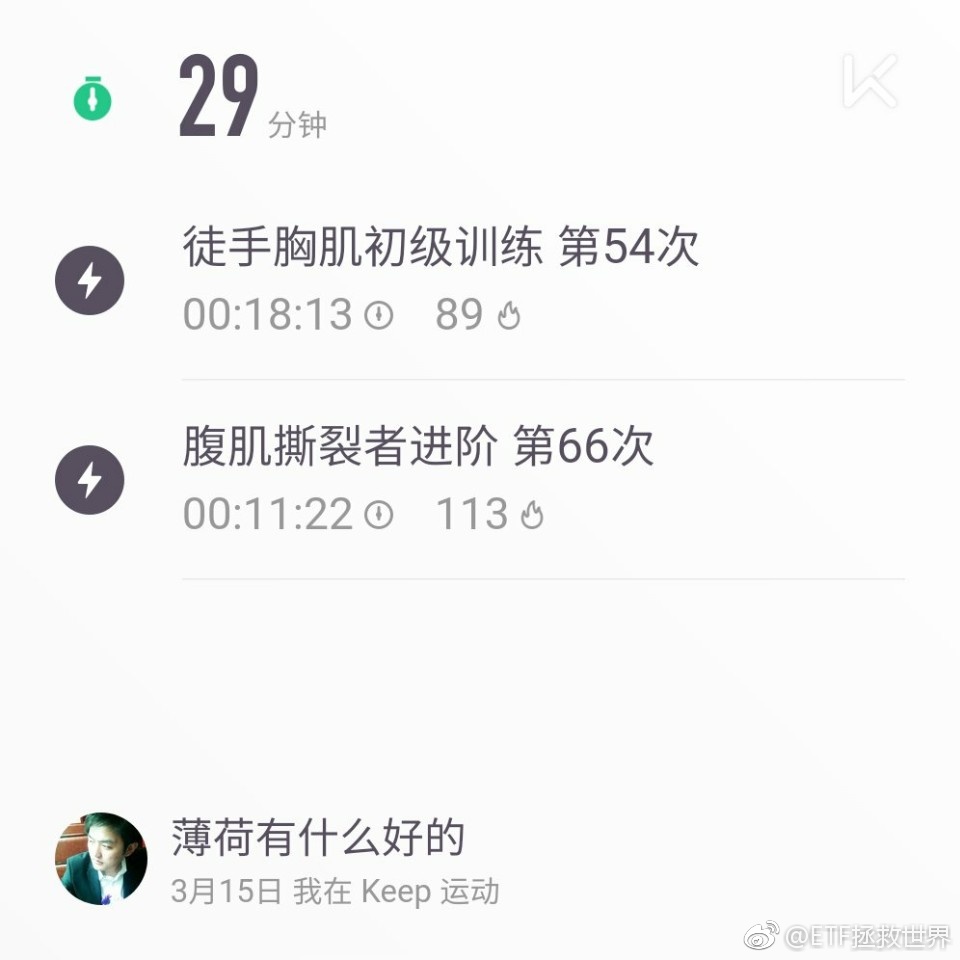 29 分钟
徒手胸肌初级训练 第54次
00:18:13 89
腹肌撕裂者进阶 第66次
00:11:22 113
薄荷有什么好的
3月15日 我在 Keep 运动
@ETF拯救世界